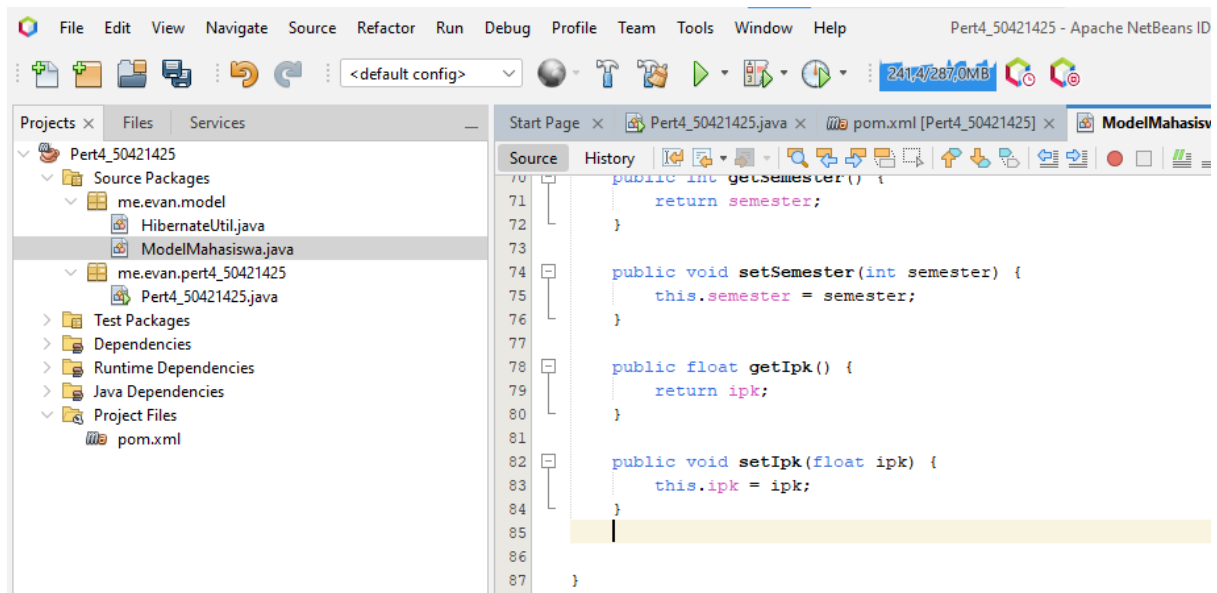 File Edit View Navigate Source Refactor Run Debug Profile Team Tools Window Help Pert4_50421425 - Apache NetBeans ID
<default config> 241,4/287,0MB
Projects Files Services
Pert4_50421425
Source Packages
me.evan.model
HibernateUtil.java
ModelMahasiswa.java
me.evan.pert4_50421425
Pert4_50421425.java
Test Packages
Dependencies
Runtime Dependencies
Java Dependencies
Project Files
pom.xml
Start Page Pert4_50421425.java pom.xml [Pert4_50421425] ModelMahasisw
Source History
70 public int getSemester() {
71 return semester;
72 }
73
74 public void setSemester(int semester) {
75 this.semester = semester;
76 }
77
78 public float getIpk() {
79 return ipk;
80 }
81
82 public void setIpk(float ipk) {
83 this.ipk = ipk;
84 }
85
86
87 }